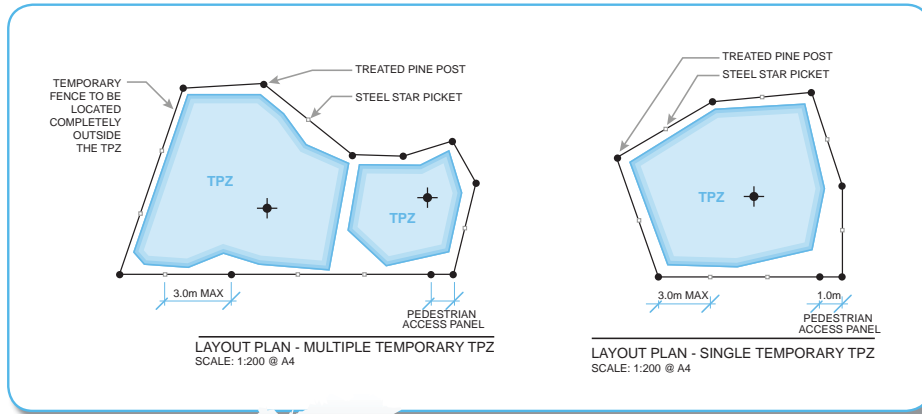 TEMPORARY
FENCE TO BE
LOCATED
COMPLETELY
OUTSIDE
THE TPZ
TREATED PINE POST
STEEL STAR PICKET
TPZ
TPZ
3.0m MAX
PEDESTRIAN
ACCESS PANEL
LAYOUT PLAN - MULTIPLE TEMPORARY TPZ
SCALE: 1:200 @ A4
TREATED PINE POST
STEEL STAR PICKET
TPZ
3.0m MAX
1.0m
PEDESTRIAN
ACCESS PANEL
LAYOUT PLAN - SINGLE TEMPORARY TPZ
SCALE: 1:200 @ A4